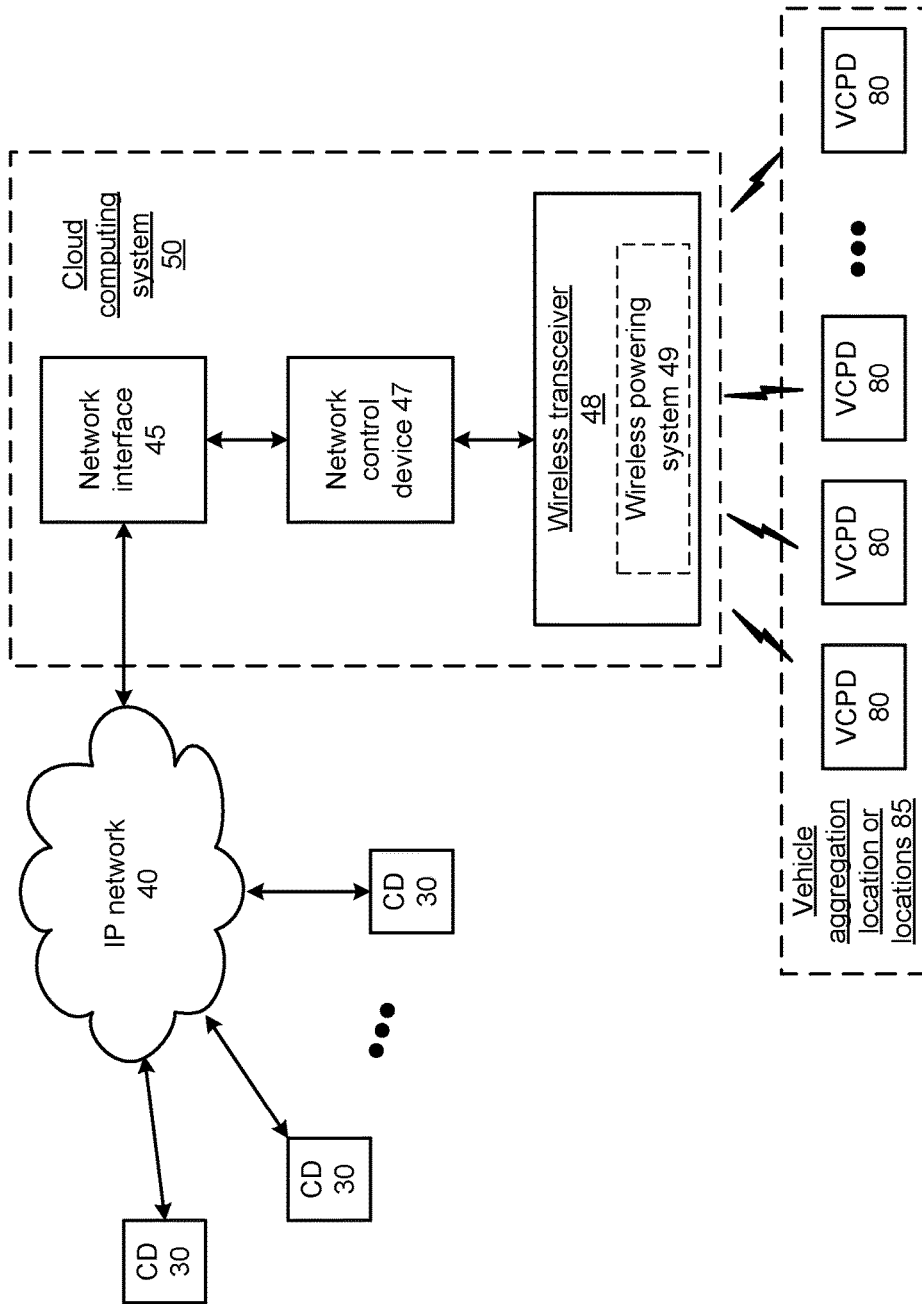 CD
30
CD
30
CD
30
IP network
40
Cloud
computing
system
50
Network
interface
45
Network
control
device 47
Wireless transceiver
48
Wireless powering
system 49
Vehicle
aggregation
location or
locations 85
VCPD
80
VCPD
80
VCPD
80
VCPD
80